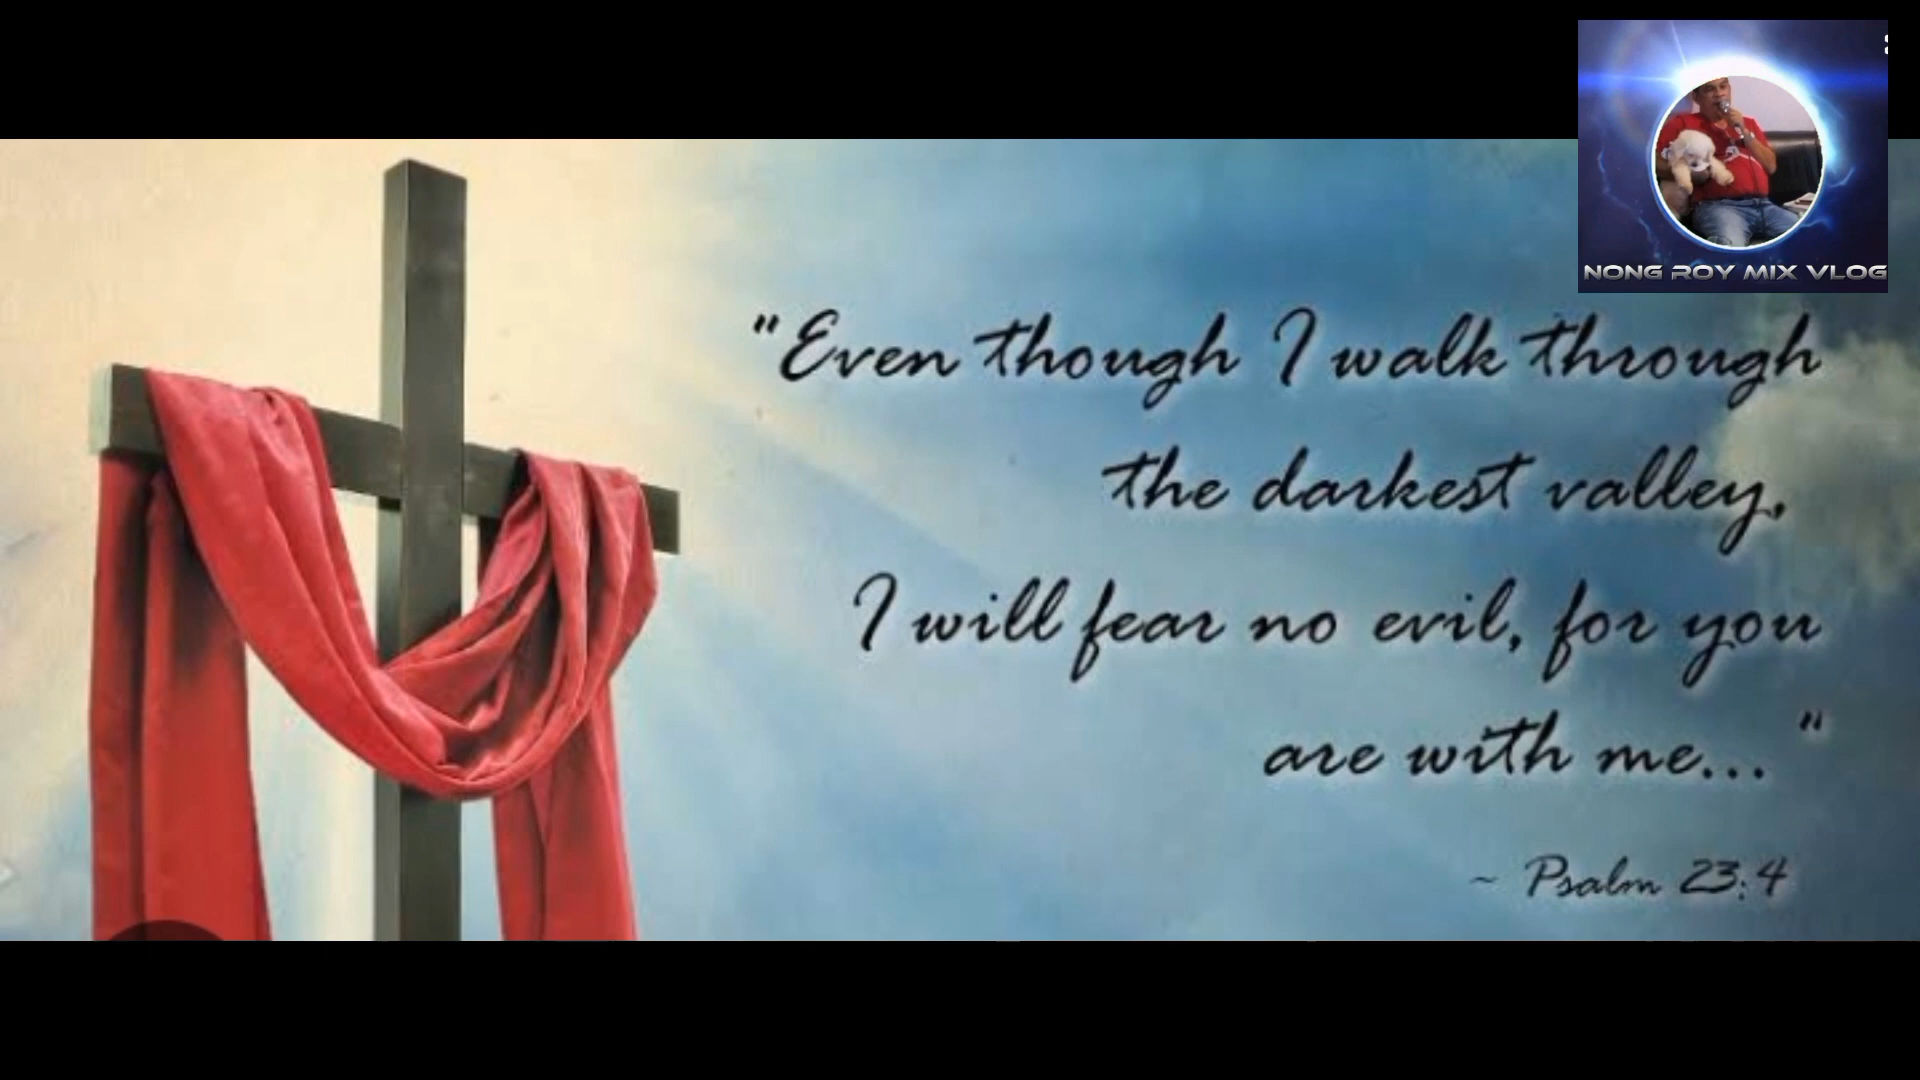 NONG ROY MIX VLOG
"Even though I walk through
the darkest valley,
I will fear no evil, for you
are with me..."
~ Psalm 23:4